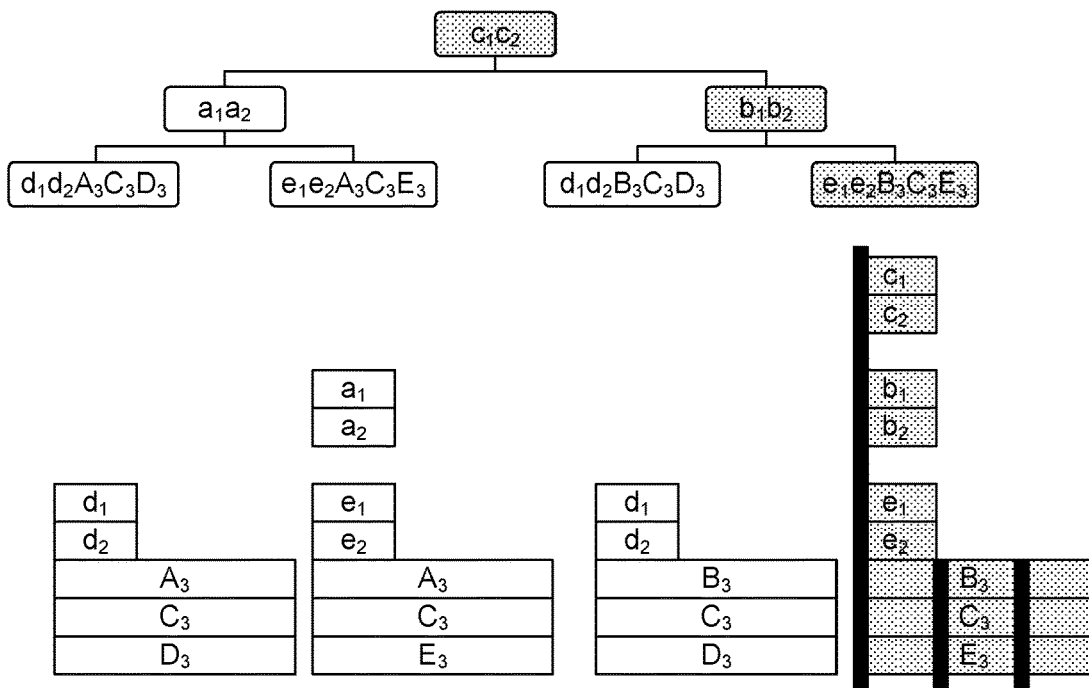 c₁c₂
a₁a₂ b₁b₂
d₁d₂A₃C₃D₃ e₁e₂A₃C₃E₃ d₁d₂B₃C₃D₃ e₁e₂B₃C₃E₃
c₁
c₂
a₁ b₁
a₂ b₂
d₁ e₁ d₁ e₁
d₂ e₂ d₂ e₂
A₃ A₃ B₃ B₃
C₃ C₃ C₃ C₃
D₃ E₃ D₃ E₃